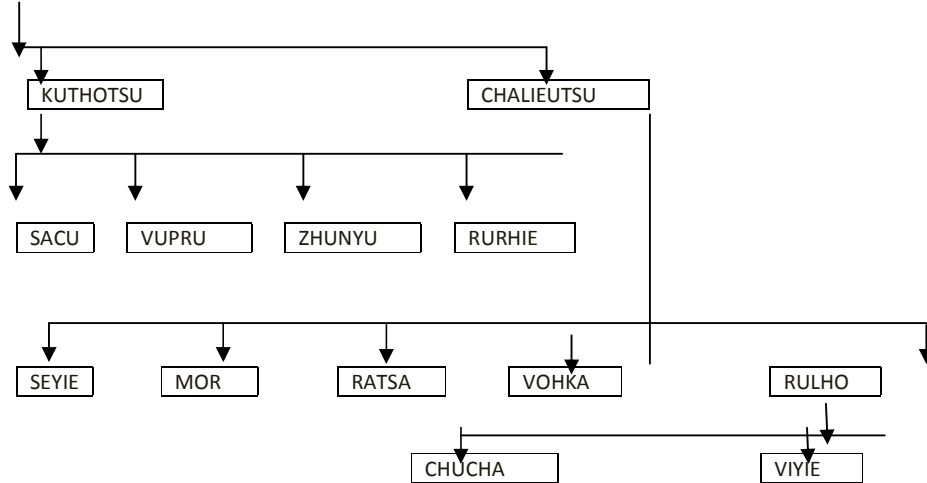 KUTHOTSU CHALIEUTSU
SACU VUPRU ZHUNYU RURHIE
SEYIE MOR RATSA VOHKA RULHO
CHUCHA VIYIE